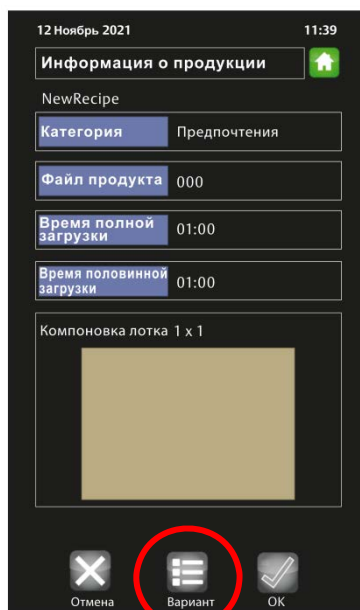 12 Ноябрь 2021 11:39
Информация о продукции
NewRecipe
Категория Предпочтения
Файл продукта 000
Время полной
загрузки 01:00
Время половинной
загрузки 01:00
Компоновка лотка 1 x 1
Отмена Вариант OK